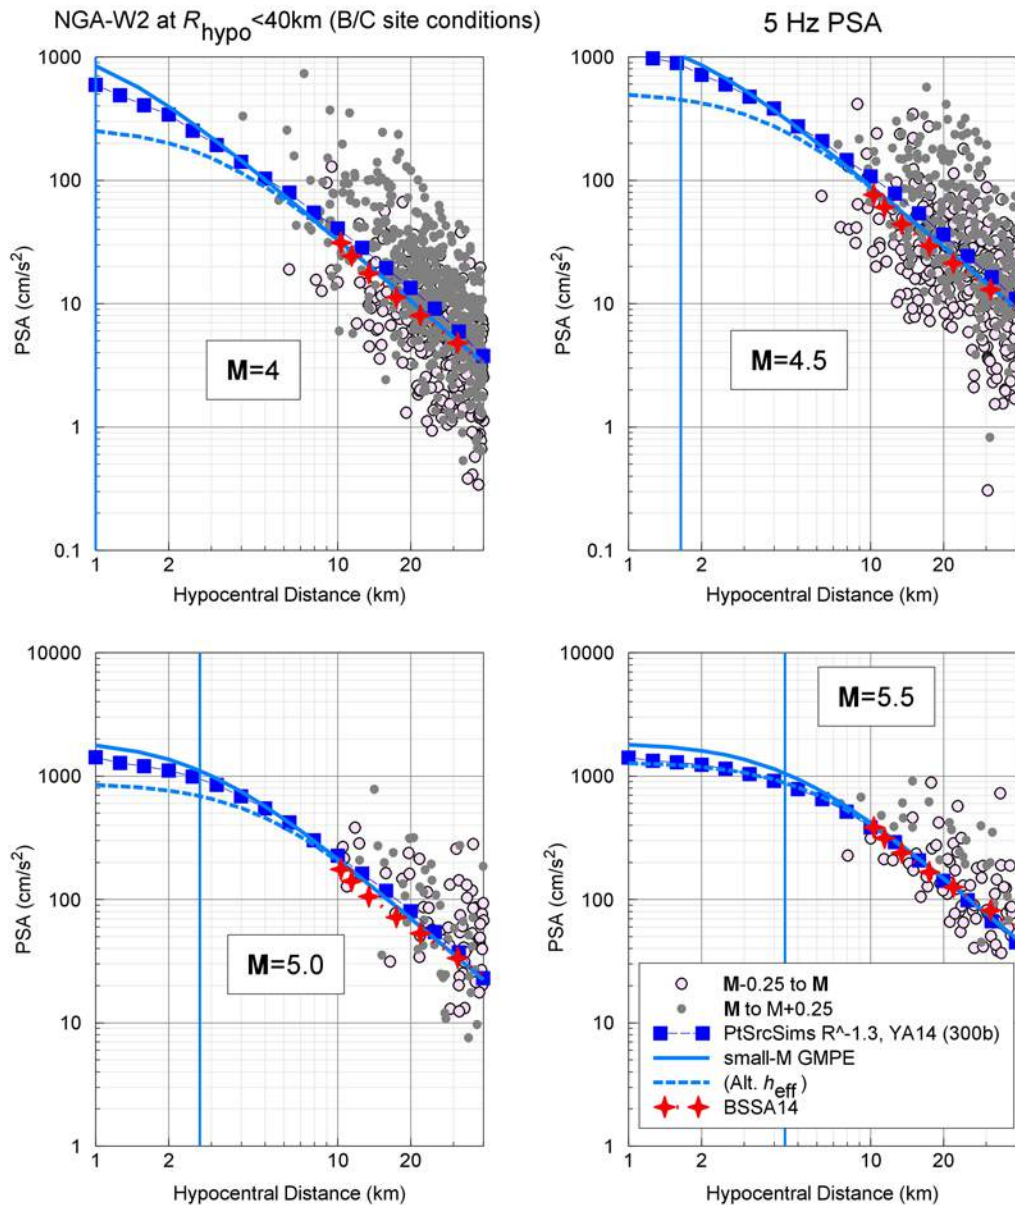 NGA-W2 at Rhypo<40km (B/C site conditions)
5 Hz PSA
1000
100
10
1
0.1
PSA (cm/s²)
M=4
1
2
10
20
Hypocentral Distance (km)
1000
100
10
1
0.1
PSA (cm/s²)
M=4.5
1
2
10
20
Hypocentral Distance (km)
10000
1000
100
10
1
PSA (cm/s²)
M=5.0
1
2
10
20
Hypocentral Distance (km)
10000
1000
100
10
1
PSA (cm/s²)
M=5.5
M-0.25 to M
M to M+0.25
PtSrcSims R^-1.3, YA14 (300b)
small-M GMPE
(Alt. heff)
BSSA14
1
2
10
20
Hypocentral Distance (km)